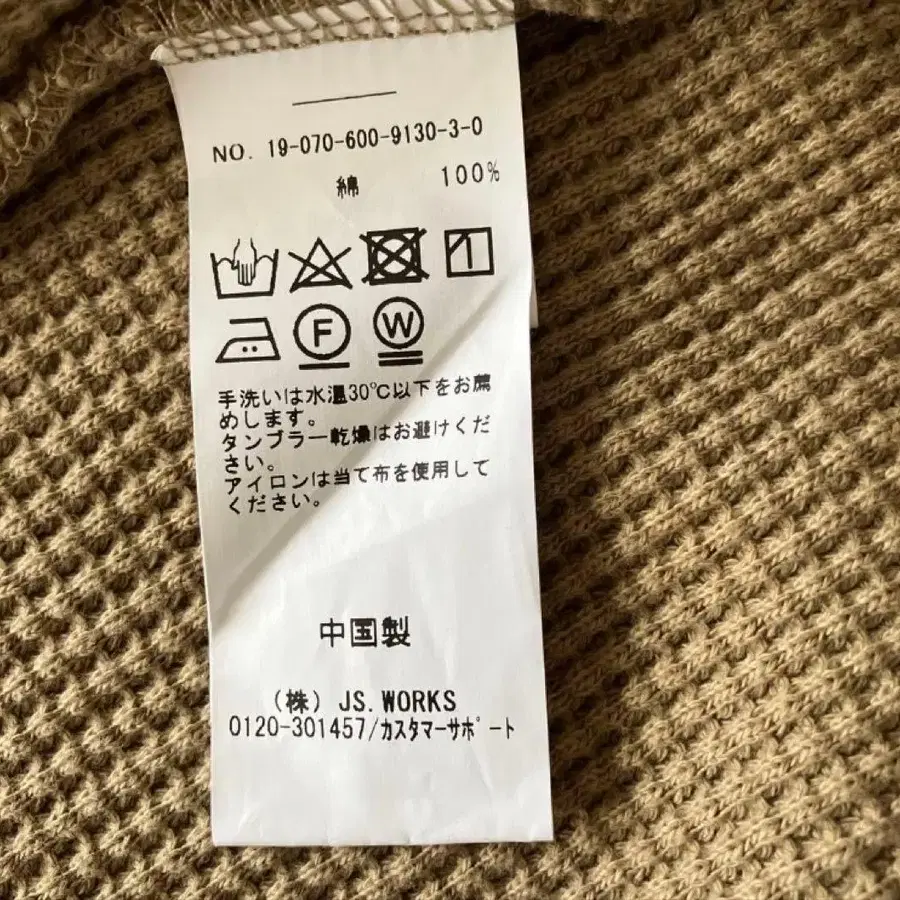 NO. 19-070-600-9130-3-0
綿 100%
F W
手洗いは水温30℃以下をお薦
めします。
タンブラー乾燥はお避けくだ
さい。
アイロンは当て布を使用して
ください。
中国製
(株) JS.WORKS
0120-301457/カスタマーサポート